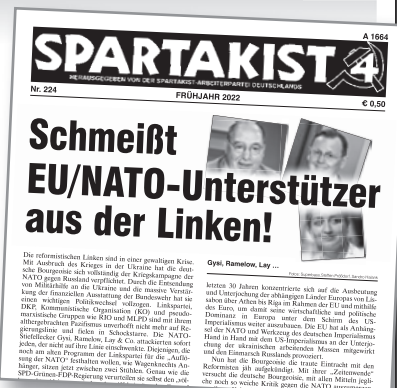 A 1664
SPARTAKIST 4
HERAUSGEGEBEN VON DER SPARTAKIST-ARBEITERPARTEI DEUTSCHLANDS
Nr. 224
FRÜHJAHR 2022
€ 0,50
Schmeißt
EU/NATO-Unterstützer
aus der Linken!
Gysi, Ramelow, Lay ...
Die reformistischen Linken sind in einer gewaltigen Krise.
Mit Ausbruch des Krieges in der Ukraine hat die deut-
sche Bourgeoisie sich vollständig der Kriegskampagne der
NATO gegen Russland verpflichtet. Durch die Entsendung
von Militärhilfe an die Ukraine und die massive Verstär-
kung der finanziellen Ausstattung der Bundeswehr hat sie
einen wichtigen Politikwechsel vollzogen. Linkspartei,
DKP, Kommunistische Organisation (KO) und pseudo-
marxistische Gruppen wie RIO und MLPD sind mit ihrem
althergebrachten Pazifismus unverhofft nicht mehr auf Re-
gierungslinie und fielen in Schockstarre. Die NATO-
Stiefellecker Gysi, Ramelow, Lay & Co. attackierten sofort
jeden, der nicht auf ihre Linie einschwenkte. Diejenigen, die
noch am alten Programm der Linkspartei für die „Auflö-
sung der NATO“ festhalten wollen, wie Wagenknechts An-
hänger, sitzen jetzt zwischen zwei Stühlen. Genau wie die
SPD-Grünen-FDP-Regierung verurteilen sie selbst den
letzten 30 Jahren konzentrierte sich auf die Ausbeutung
und Unterjochung der abhängigen Länder Europas von Lis-
sabon über Athen bis Riga im Rahmen der EU und mithilfe
des Euro, um damit seine wirtschaftliche und politische
Dominanz in Europa unter dem Schirm des US-
Imperialismus weiter auszubauen. Die EU hat als Anhäng-
sel der NATO und Werkzeug des deutschen Imperialismus
Hand in Hand mit dem US-Imperialismus an der Unterjo-
chung der ukrainischen arbeitenden Massen mitgewirkt
und den Einmarsch Russlands provoziert.
Nun hat die Bourgeoisie die traute Eintracht mit den
Reformisten jäh aufgekündigt. Mit ihrer „Zeitenwende“
versucht die deutsche Bourgeoisie, mit allen Mitteln jegli-
che noch so weiche Kritik gegen die NATO